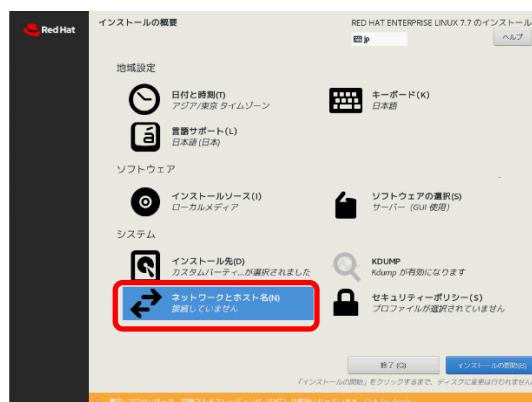 Red Hat
インストールの概要
RED HAT ENTERPRISE LINUX 7.7 のインストール
jp
ヘルプ
地域設定
日付と時刻(T)
アジア/東京 タイムゾーン
キーボード(K)
日本語
言語サポート(L)
日本語 (日本)
ソフトウェア
インストールソース(I)
ローカルメディア
ソフトウェアの選択(S)
サーバー (GUI 使用)
システム
インストール先(D)
カスタムパーティ...が選択されました
KDUMP
Kdump が有効になります
ネットワークとホスト名(N)
接続していません
セキュリティーポリシー(S)
プロファイルが選択されていません
終了(Q)
インストールの開始(B)
「インストールの開始」をクリックするまで、ディスクに変更は行われません。